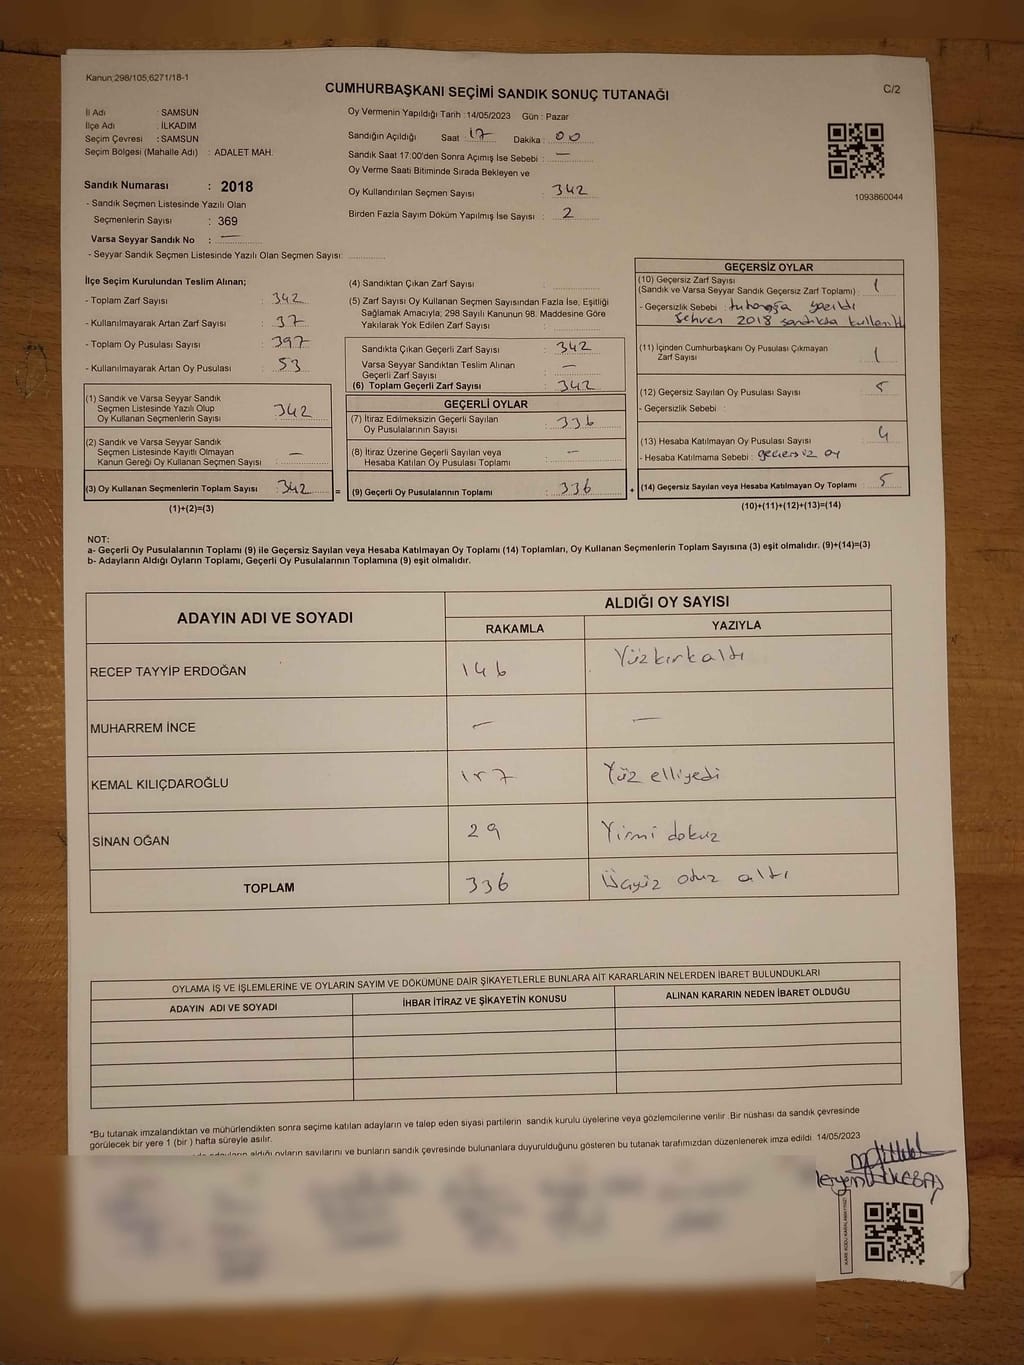 Kanun;298/105,6271/18-1
CUMHURBAŞKANI SEÇİMİ SANDIK SONUÇ TUTANAĞI
C/2
İl Adı : SAMSUN
İlçe Adı : İLKADIM
Seçim Çevresi : SAMSUN
Seçim Bölgesi (Mahalle Adı) : ADALET MAH.
Sandık Numarası : 2018
- Sandık Seçmen Listesinde Yazılı Olan
Seçmenlerin Sayısı : 369
Varsa Seyyar Sandık No : —
- Seyyar Sandık Seçmen Listesinde Yazılı Olan Seçmen Sayısı:
Oy Vermenin Yapıldığı Tarih : 14/05/2023 Gün : Pazar
Sandığın Açıldığı Saat : 17 Dakika : 00
Sandık Saat 17:00'den Sonra Açımış İse Sebebi : —
Oy Verme Saati Bitiminde Sırada Bekleyen ve
Oy Kullandırılan Seçmen Sayısı : 342
Birden Fazla Sayım Döküm Yapılmış İse Sayısı : 2
1093860044
İlçe Seçim Kurulundan Teslim Alınan;
- Toplam Zarf Sayısı : 342
- Kullanılmayarak Artan Zarf Sayısı : 37
- Toplam Oy Pusulası Sayısı : 397
- Kullanılmayarak Artan Oy Pusulası : 53
(1) Sandık ve Varsa Seyyar Sandık
Seçmen Listesinde Yazılı Olup
Oy Kullanan Seçmenlerin Sayısı : 342
(2) Sandık ve Varsa Seyyar Sandık
Seçmen Listesinde Kayıtlı Olmayan
Kanun Gereği Oy Kullanan Seçmen Sayısı : —
(3) Oy Kullanan Seçmenlerin Toplam Sayısı : 342
(1)+(2)=(3)
(4) Sandıktan Çıkan Zarf Sayısı :
(5) Zarf Sayısı Oy Kullanan Seçmen Sayısından Fazla İse, Eşitliği
Sağlamak Amacıyla; 298 Sayılı Kanunun 98. Maddesine Göre
Yakılarak Yok Edilen Zarf Sayısı :
Sandıkta Çıkan Geçerli Zarf Sayısı : 342
Varsa Seyyar Sandıktan Teslim Alınan
Geçerli Zarf Sayısı : —
(6) Toplam Geçerli Zarf Sayısı : 342
GEÇERLİ OYLAR
(7) İtiraz Edilmeksizin Geçerli Sayılan
Oy Pusulalarının Sayısı : 336
(8) İtiraz Üzerine Geçerli Sayılan veya
Hesaba Katılan Oy Pusulası Toplamı : —
= (9) Geçerli Oy Pusulalarının Toplamı : 336
GEÇERSİZ OYLAR
(10) Geçersiz Zarf Sayısı
(Sandık ve Varsa Seyyar Sandık Geçersiz Zarf Toplamı) : 1
- Geçersizlik Sebebi : tutanağa yazıldı
Sehven 2018 sandıkta
(11) İçinden Cumhurbaşkanı Oy Pusulası Çıkmayan
Zarf Sayısı : 1
(12) Geçersiz Sayılan Oy Pusulası Sayısı : 5
- Geçersizlik Sebebi :
(13) Hesaba Katılmayan Oy Pusulası Sayısı : 4
- Hesaba Katılmama Sebebi : geçersiz oy
+ (14) Geçersiz Sayılan veya Hesaba Katılmayan Oy Toplamı : 5
(10)+(11)+(12)+(13)=(14)
NOT:
a- Geçerli Oy Pusulalarının Toplamı (9) ile Geçersiz Sayılan veya Hesaba Katılmayan Oy Toplamı (14) Toplamları, Oy Kullanan Seçmenlerin Toplam Sayısına (3) eşit olmalıdır. (9)+(14)=(3)
b- Adayların Aldığı Oyların Toplamı, Geçerli Oy Pusulalarının Toplamına (9) eşit olmalıdır.
ADAYIN ADI VE SOYADI
ALDIĞI OY SAYISI
RAKAMLA YAZIYLA
RECEP TAYYİP ERDOĞAN 146 Yüzkırkaltı
MUHARREM İNCE — —
KEMAL KILIÇDAROĞLU 157 Yüz elliyedi
SİNAN OĞAN 29 Yirmi dokuz
TOPLAM 336 Üçyüz otuz altı
OYLAMA İŞ VE İŞLEMLERİNE VE OYLARIN SAYIM VE DÖKÜMÜNE DAİR ŞİKAYETLERLE BUNLARA AİT KARARLARIN NELERDEN İBARET BULUNDUKLARI
ADAYIN ADI VE SOYADI İHBAR İTİRAZ VE ŞİKAYETİN KONUSU ALINAN KARARIN NEDEN İBARET OLDUĞU
*Bu tutanak imzalandıktan ve mühürlendikten sonra seçime katılan adayların ve talep eden siyasi partilerin sandık kurulu üyelerine veya gözlemcilerine verilir .Bir nüshası da sandık çevresinde
görülecek bir yere 1 (bir ) hafta süreyle asılır.
aldığı oyların sayılarını ve bunların sandık çevresinde bulunanlara duyurulduğunu gösteren bu tutanak tarafımızdan düzenlenerek imza edildi 14/05/2023